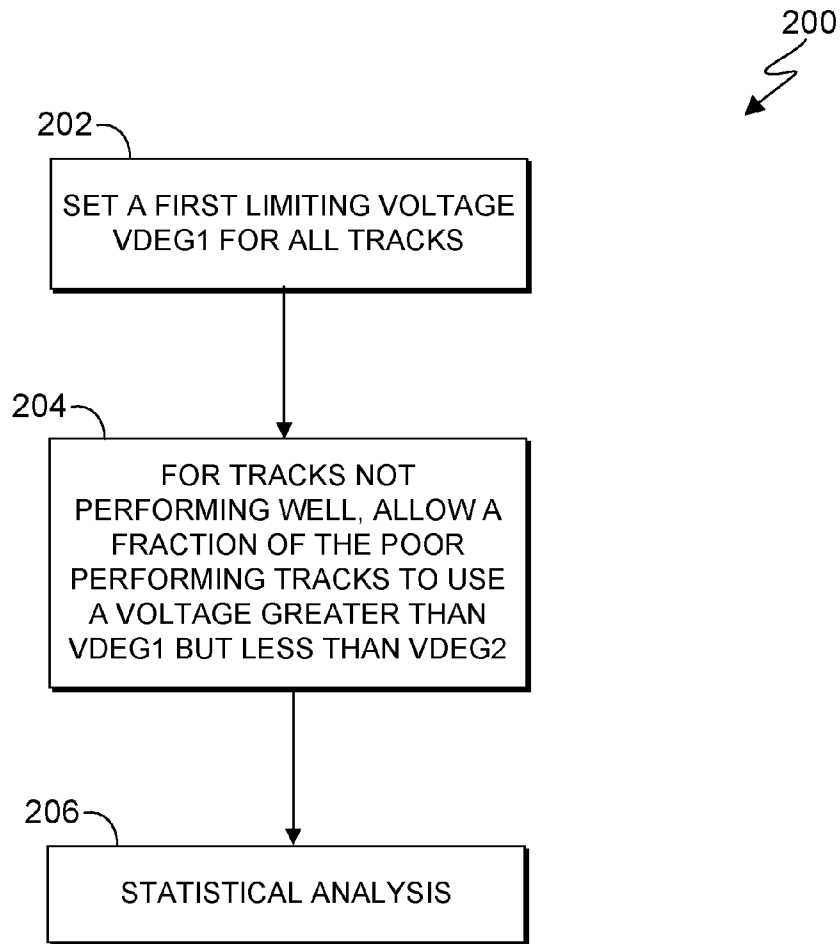 200
202
SET A FIRST LIMITING VOLTAGE
VDEG1 FOR ALL TRACKS
204
FOR TRACKS NOT
PERFORMING WELL, ALLOW A
FRACTION OF THE POOR
PERFORMING TRACKS TO USE
A VOLTAGE GREATER THAN
VDEG1 BUT LESS THAN VDEG2
206
STATISTICAL ANALYSIS